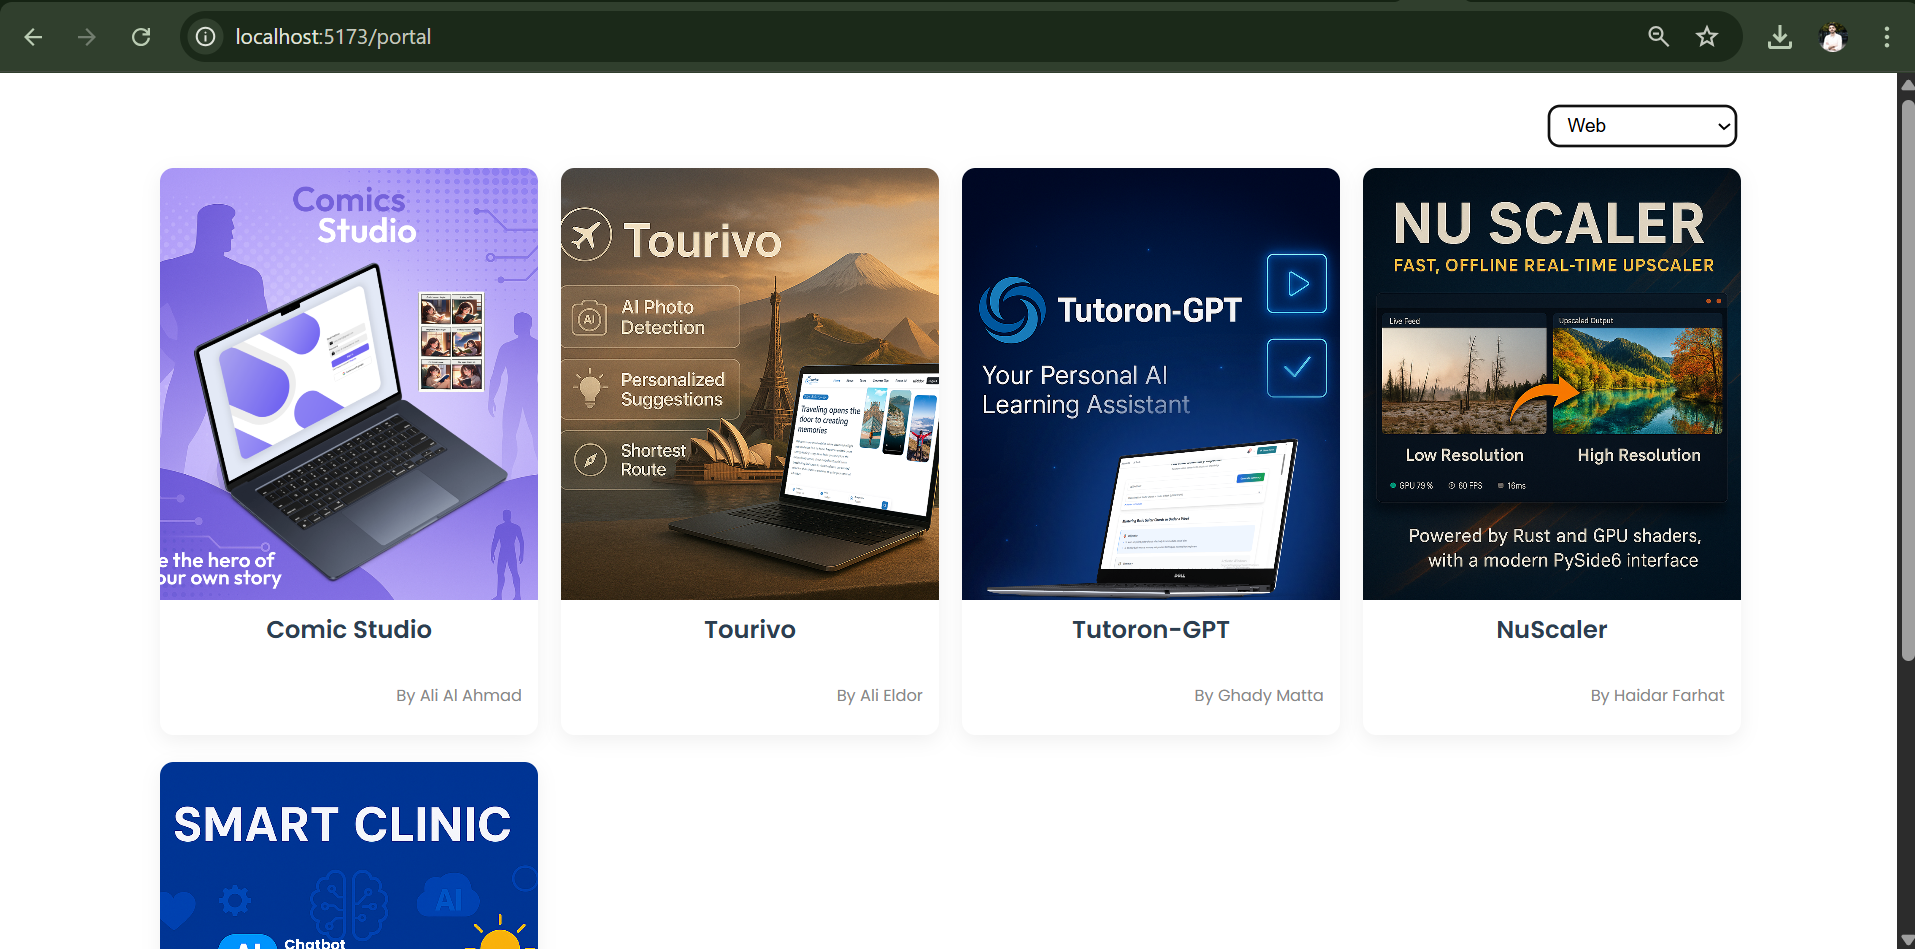 localhost:5173/portal
Web
Comics
Studio
e the hero of
our own story
Comic Studio
By Ali Al Ahmad
Tourivo
AI Photo
Detection
AI
Personalized
Suggestions
Shortest
Route
Traveling opens the
door to creating
memories
Tourivo
By Ali Eldor
Tutoron-GPT
Your Personal AI
Learning Assistant
DELL
Tutoron-GPT
By Ghady Matta
NU SCALER
FAST, OFFLINE REAL-TIME UPSCALER
Live Feed
Upscaled Output
Low Resolution
High Resolution
GPU 79% 60 FPS 16ms
Powered by Rust and GPU shaders,
with a modern PySide6 interface
NuScaler
By Haidar Farhat
SMART CLINIC
AI
AI
Chatbot